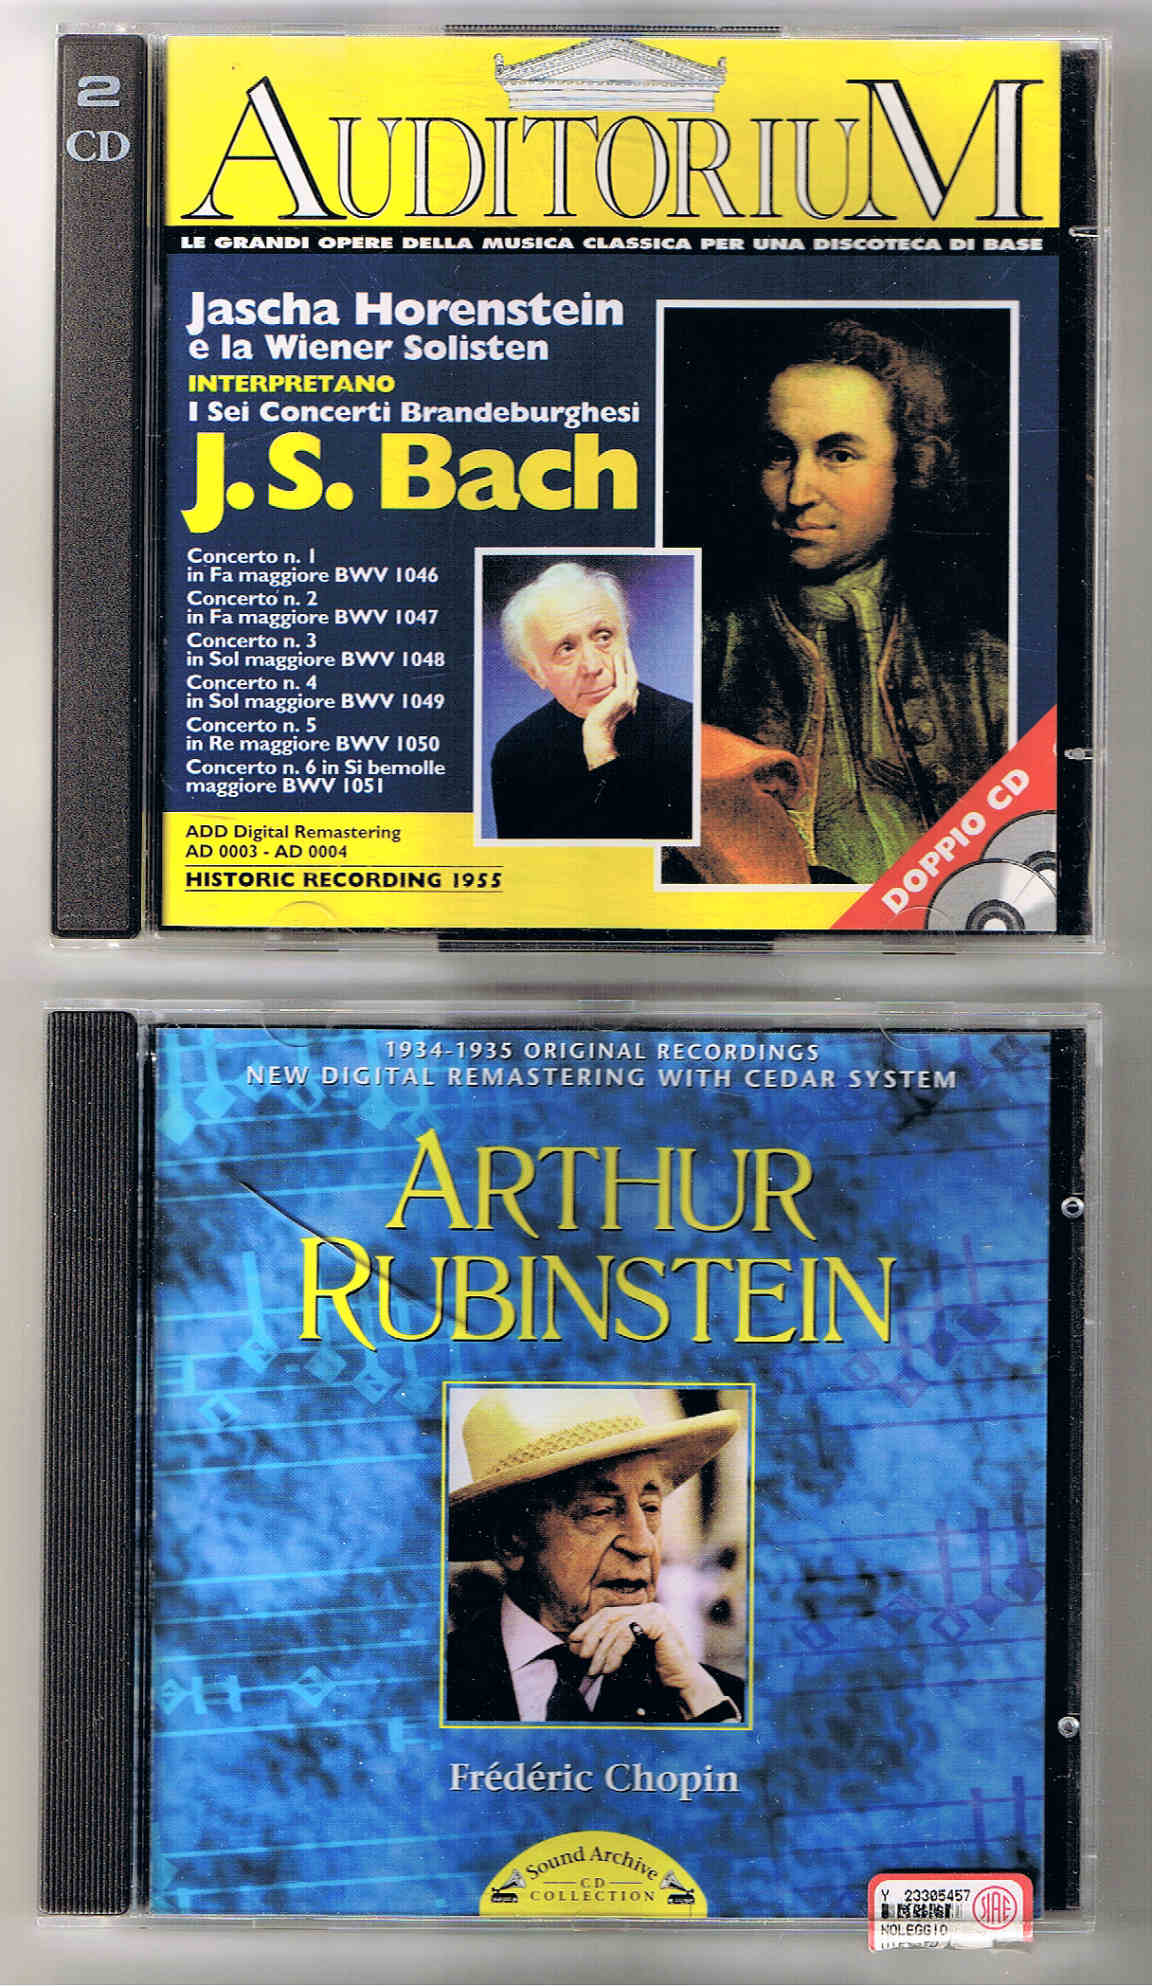 2
CD
AUDITORIUM
LE GRANDI OPERE DELLA MUSICA CLASSICA PER UNA DISCOTECA DI BASE
Jascha Horenstein
e la Wiener Solisten
INTERPRETANO
I Sei Concerti Brandeburghesi
J.S. Bach
Concerto n. 1
in Fa maggiore BWV 1046
Concerto n. 2
in Fa maggiore BWV 1047
Concerto n. 3
in Sol maggiore BWV 1048
Concerto n. 4
in Sol maggiore BWV 1049
Concerto n. 5
in Re maggiore BWV 1050
Concerto n. 6 in Si bemolle
maggiore BWV 1051
ADD Digital Remastering
AD 0003 - AD 0004
HISTORIC RECORDING 1955
DOPPIO CD
1934-1935 ORIGINAL RECORDINGS
NEW DIGITAL REMASTERING WITH CEDAR SYSTEM
ARTHUR
RUBINSTEIN
Frédéric Chopin
Sound Archive
CD
COLLECTION
Y 23305457
SIAE
NOLEGGIO